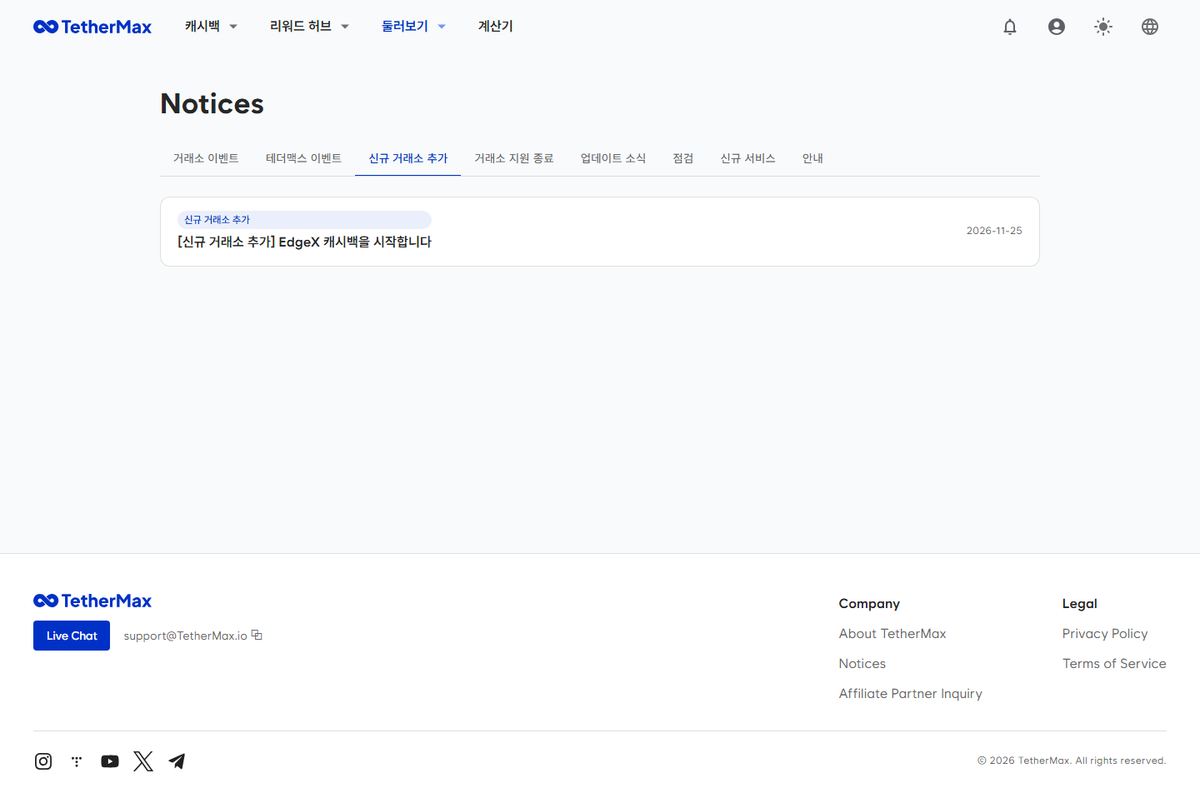 TetherMax
캐시백
리워드 허브
둘러보기
계산기
Notices
거래소 이벤트
테더맥스 이벤트
신규 거래소 추가
거래소 지원 종료
업데이트 소식
점검
신규 서비스
안내
신규 거래소 추가
[신규 거래소 추가] EdgeX 캐시백을 시작합니다
2026-11-25
TetherMax
Live Chat
support@TetherMax.io
Company
About TetherMax
Notices
Affiliate Partner Inquiry
Legal
Privacy Policy
Terms of Service
© 2026 TetherMax. All rights reserved.